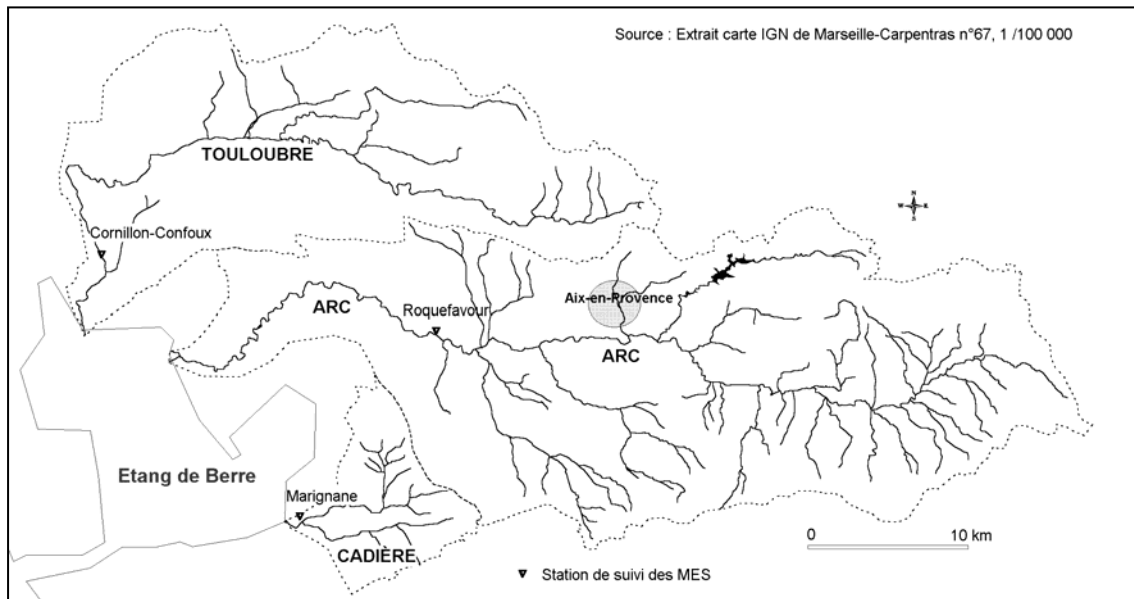 Source : Extrait carte IGN de Marseille-Carpentras n°67, 1 /100 000
TOULOUBRE
N
W E
S
Cornillon-Confoux
ARC
Roquefavour
Aix-en-Provence
ARC
Etang de Berre
Marignane
CADIÈRE
0 10 km
Station de suivi des MES